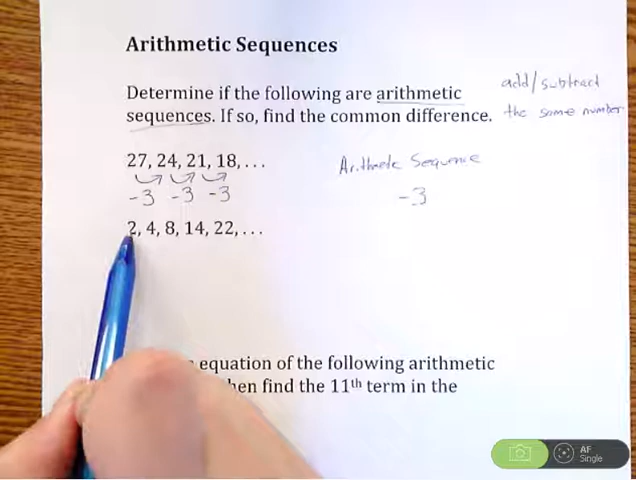 Arithmetic Sequences
Determine if the following are arithmetic
sequences. If so, find the common difference.
add/subtract
the same number
27, 24, 21, 18, . . .
Arithmetic Sequence
-3 -3 -3
-3
2, 4, 8, 14, 22, . . .
equation of the following arithmetic
find the 11th term in the
AF
Single